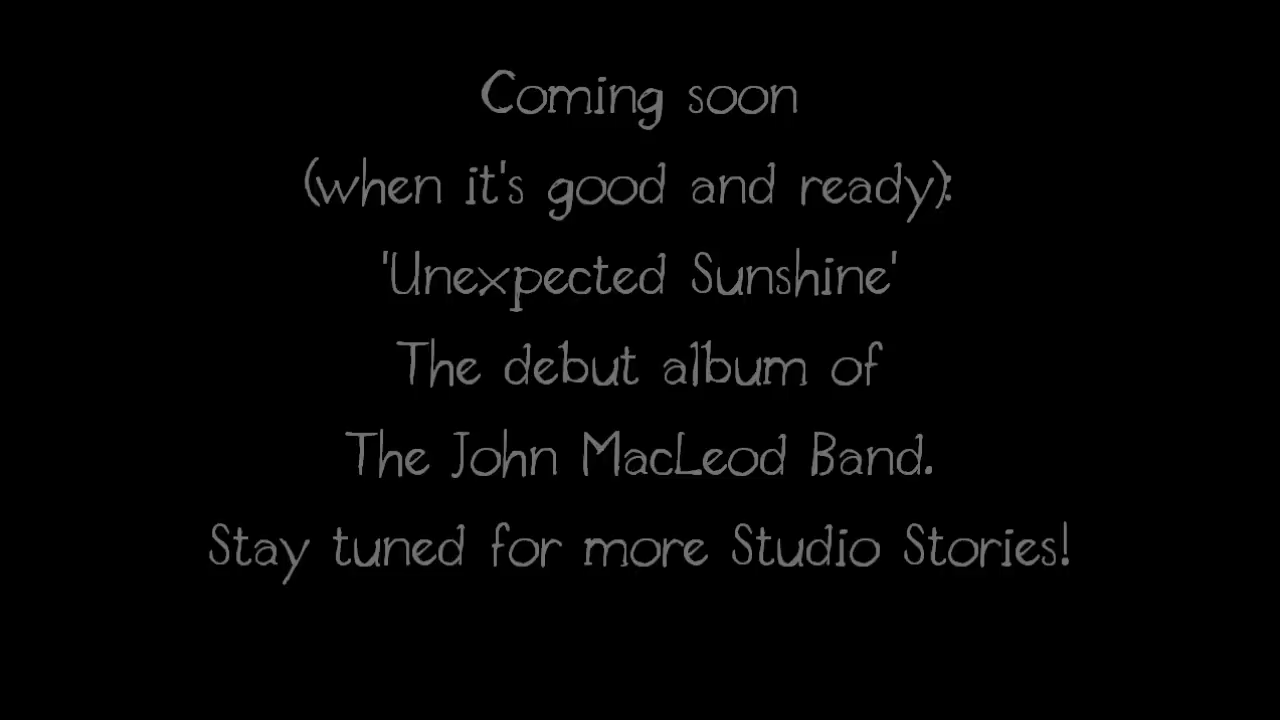 Coming soon
(when it's good and ready):
'Unexpected Sunshine'
The debut album of
The John MacLeod Band.
Stay tuned for more Studio Stories!